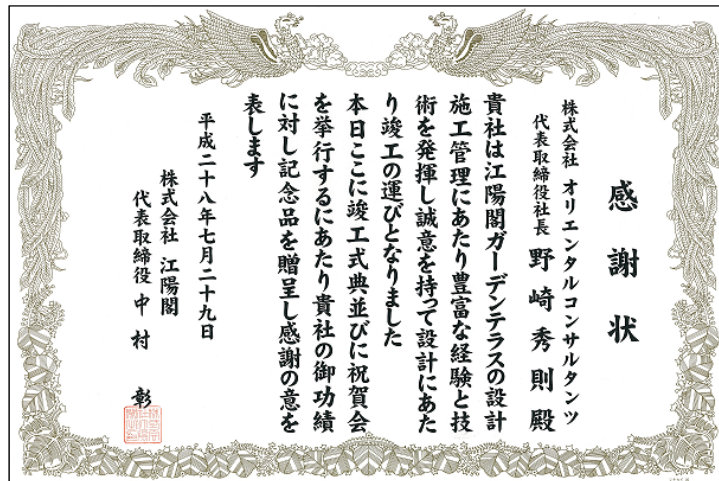 感謝状
株式会社 オリエンタルコンサルタンツ
代表取締役社長 野崎秀則殿
貴社は江陽閣ガーデンテラスの設計
施工管理にあたり豊富な経験と技
術を発揮し誠意を持って設計にあた
り竣工の運びとなりました
本日ここに竣工式典並びに祝賀会
を挙行するにあたり貴社の御功績
に対し記念品を贈呈し感謝の意を
表します
平成二十八年七月二十九日
株式会社 江陽閣
代表取締役 中村 彰